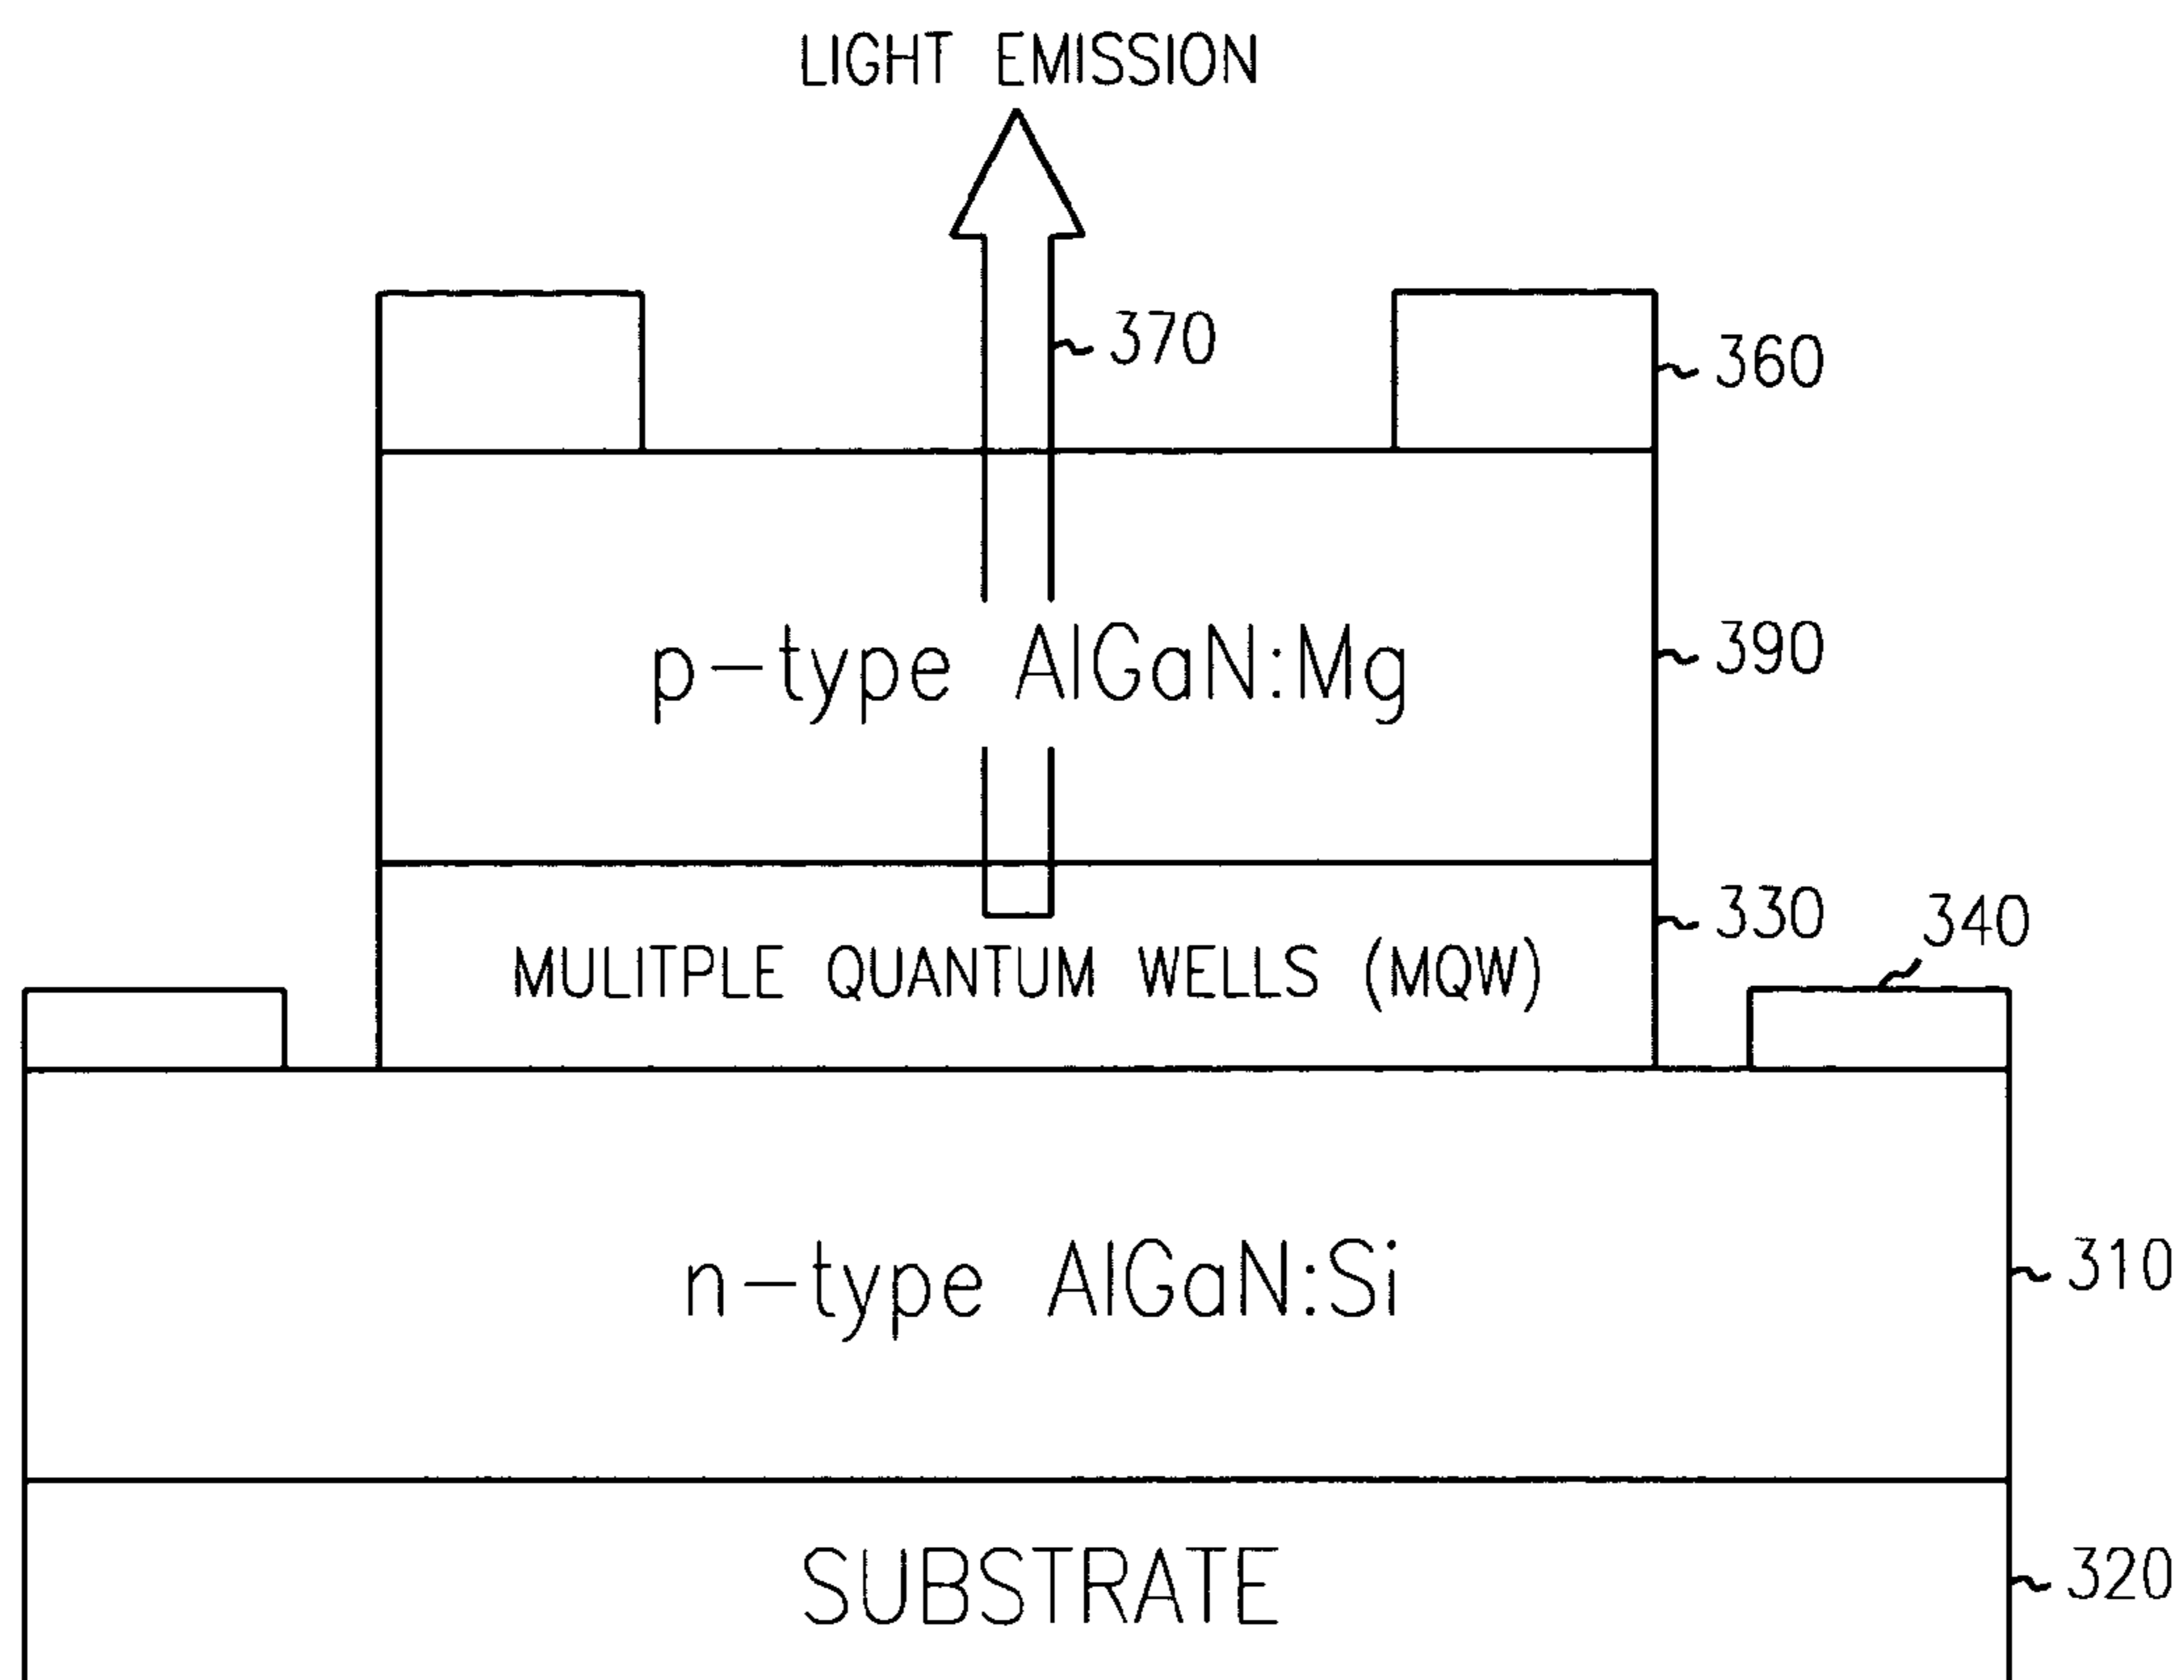 LIGHT EMISSION
370
360
p-type AlGaN:Mg
390
330
340
MULITPLE QUANTUM WELLS (MQW)
n-type AlGaN:Si
310
SUBSTRATE
320